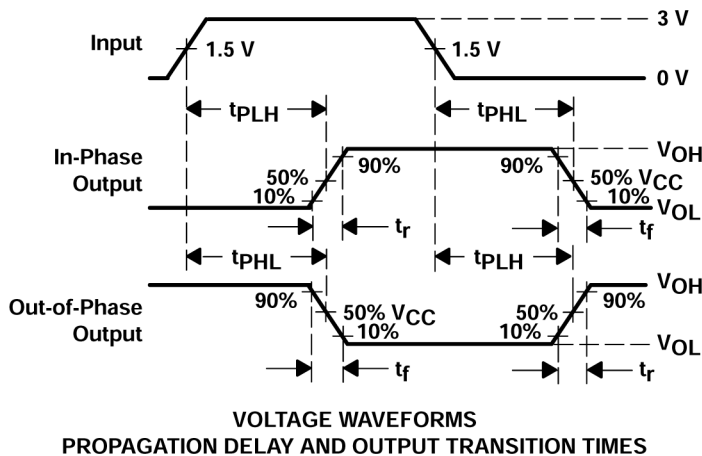 3 V
Input
1.5 V
1.5 V
0 V
tPLH
tPHL
In-Phase
Output
90%
90%
VOH
50%
50% VCC
10%
10%
VOL
tr
tf
tPHL
tPLH
Out-of-Phase
Output
90%
90%
VOH
50% VCC
50%
10%
10%
VOL
tf
tr
VOLTAGE WAVEFORMS
PROPAGATION DELAY AND OUTPUT TRANSITION TIMES